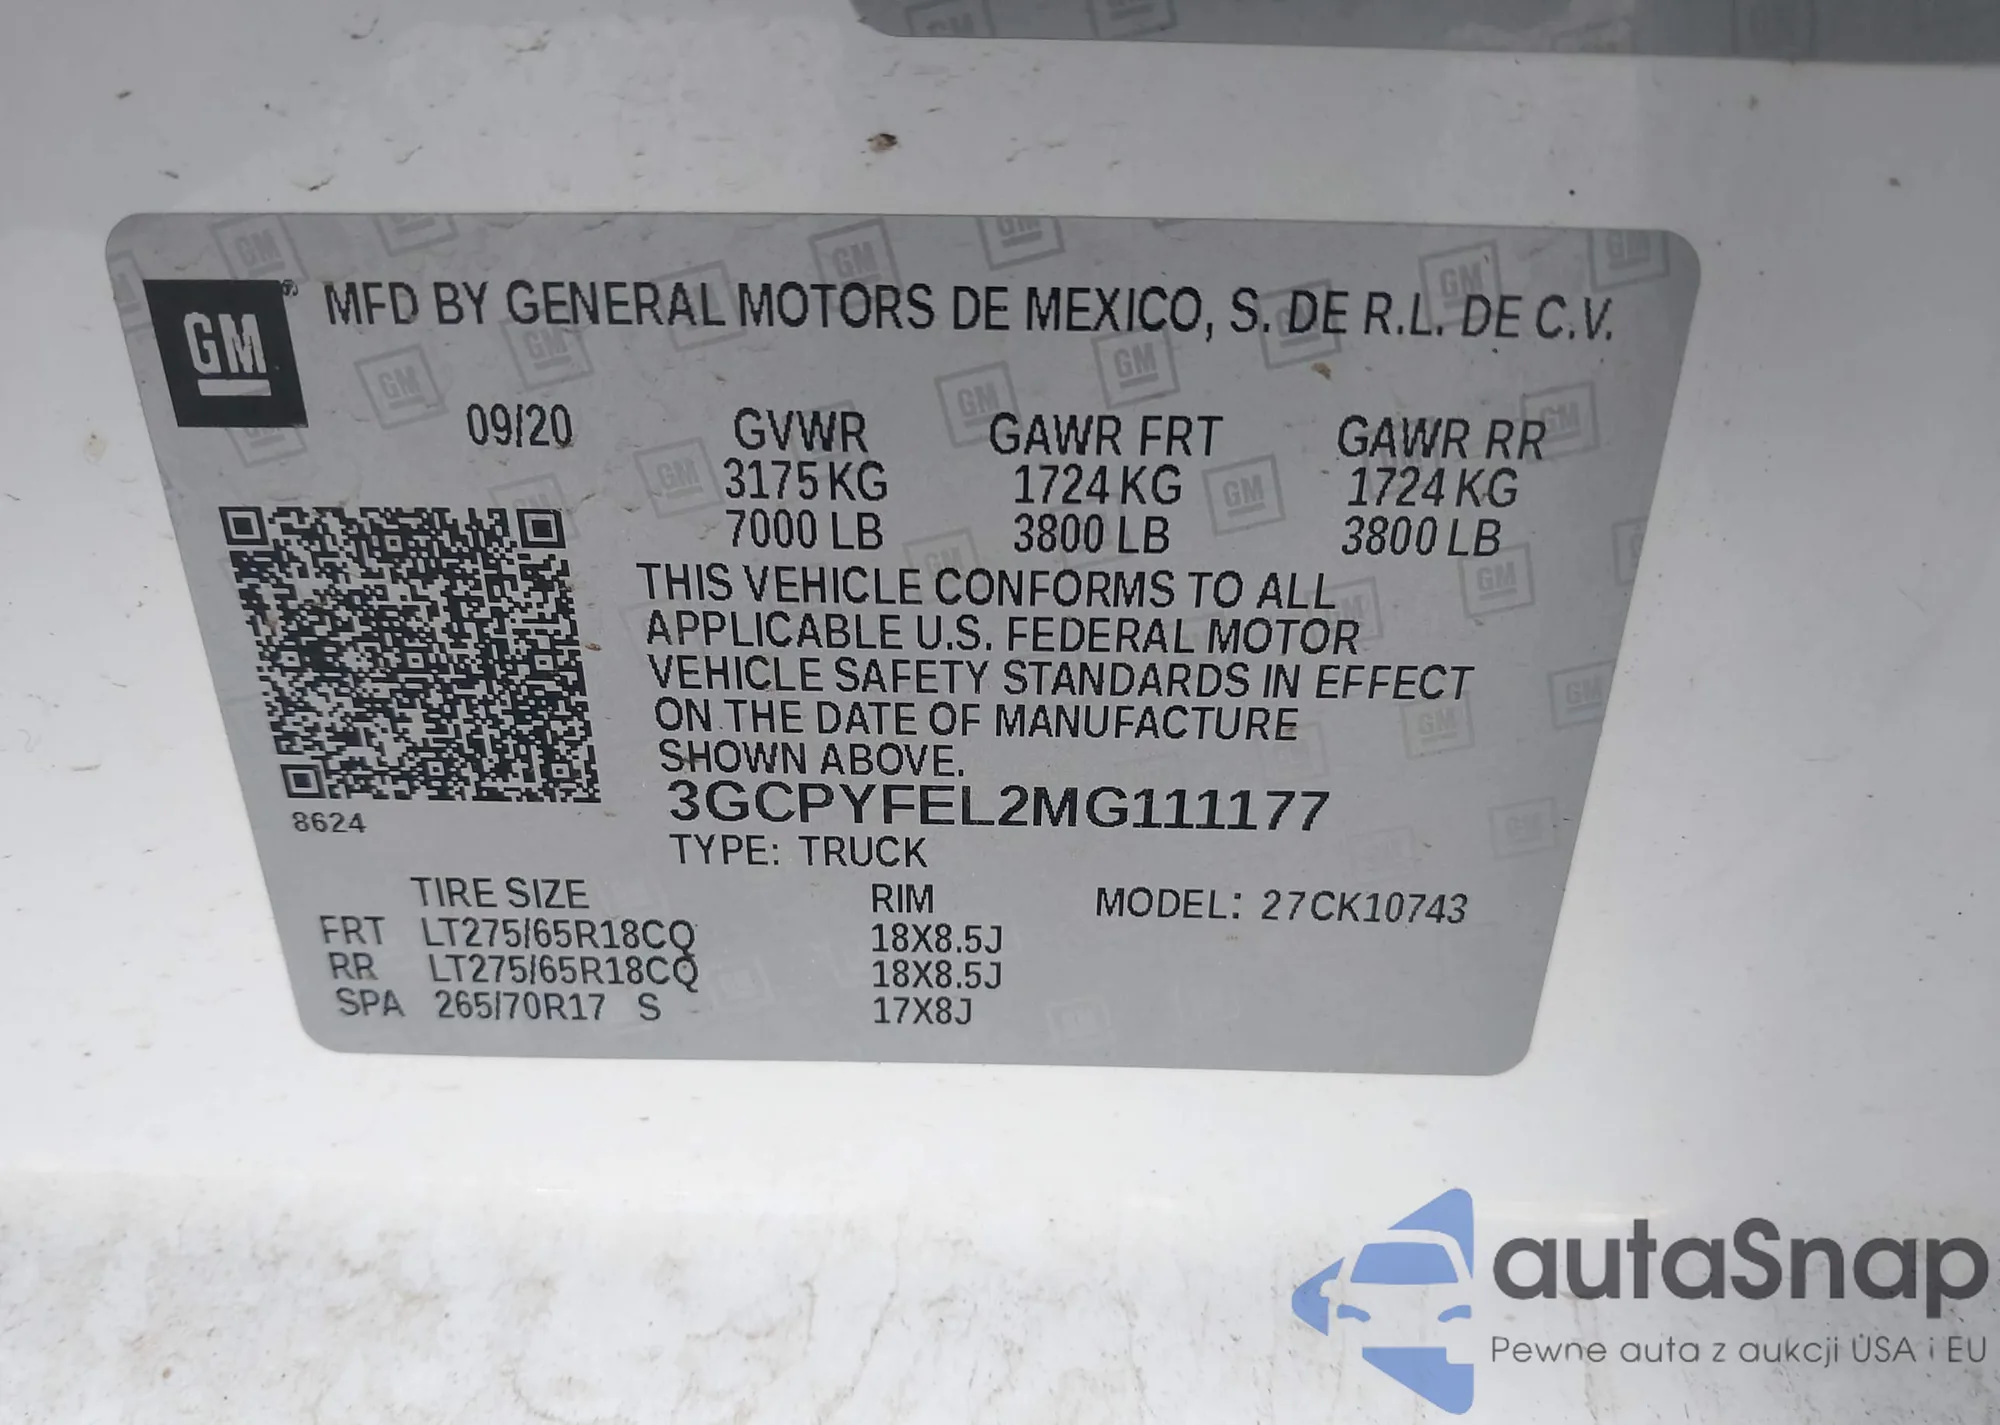 GM
MFD BY GENERAL MOTORS DE MEXICO, S. DE R.L. DE C.V.
09/20 GVWR GAWR FRT GAWR RR
3175 KG 1724 KG 1724 KG
7000 LB 3800 LB 3800 LB
THIS VEHICLE CONFORMS TO ALL
APPLICABLE U.S. FEDERAL MOTOR
VEHICLE SAFETY STANDARDS IN EFFECT
ON THE DATE OF MANUFACTURE
SHOWN ABOVE.
3GCPYFEL2MG111177
8624
TYPE: TRUCK
TIRE SIZE RIM MODEL: 27CK10743
FRT LT275/65R18CQ 18X8.5J
RR LT275/65R18CQ 18X8.5J
SPA 265/70R17 S 17X8J
autaSnap
Pewne auta z aukcji USA i EU